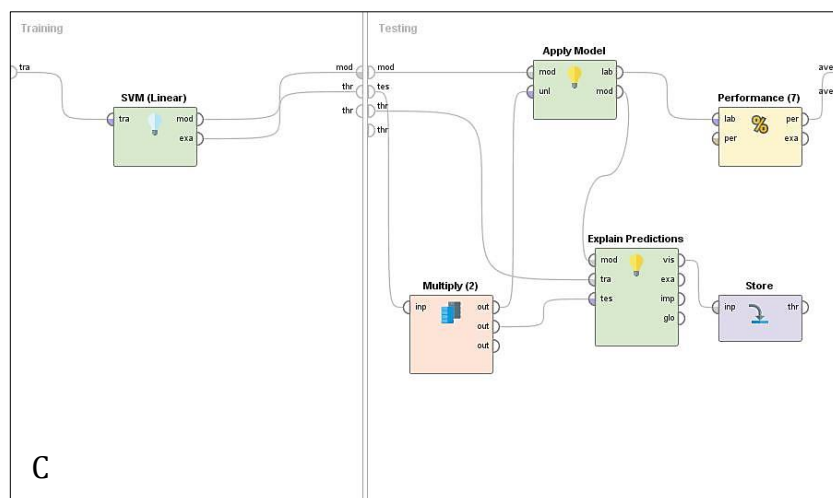 Training
tra
SVM (Linear)
tra
mod
exa
mod
thr
thr
Testing
mod
tes
thr
thr
Apply Model
mod
lab
unl
mod
Performance (7)
lab
per
per
exa
ave
ave
Multiply (2)
inp
out
out
out
Explain Predictions
mod
vis
tra
exa
tes
imp
glo
Store
inp
thr
C